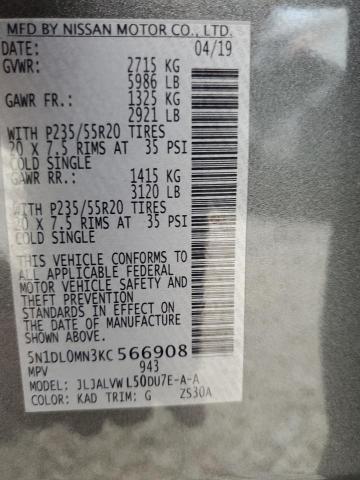 MFD BY NISSAN MOTOR CO., LTD.
DATE: 04/19
GVWR: 2715 KG
5986 LB
GAWR FR.: 1325 KG
2921 LB
WITH P235/55R20 TIRES
20 X 7.5 RIMS AT 35 PSI
COLD SINGLE
GAWR RR.: 1415 KG
3120 LB
WITH P235/55R20 TIRES
20 X 7.5 RIMS AT 35 PSI
COLD SINGLE
THIS VEHICLE CONFORMS TO
ALL APPLICABLE FEDERAL
MOTOR VEHICLE SAFETY AND
THEFT PREVENTION
STANDARDS IN EFFECT ON
THE DATE OF MANUFACTURE
SHOWN ABOVE.
5N1DL0MN3KC566908
MPV 943
MODEL: JLJALVWL50DU7E-A-A
COLOR: KAD TRIM: G ZS30A